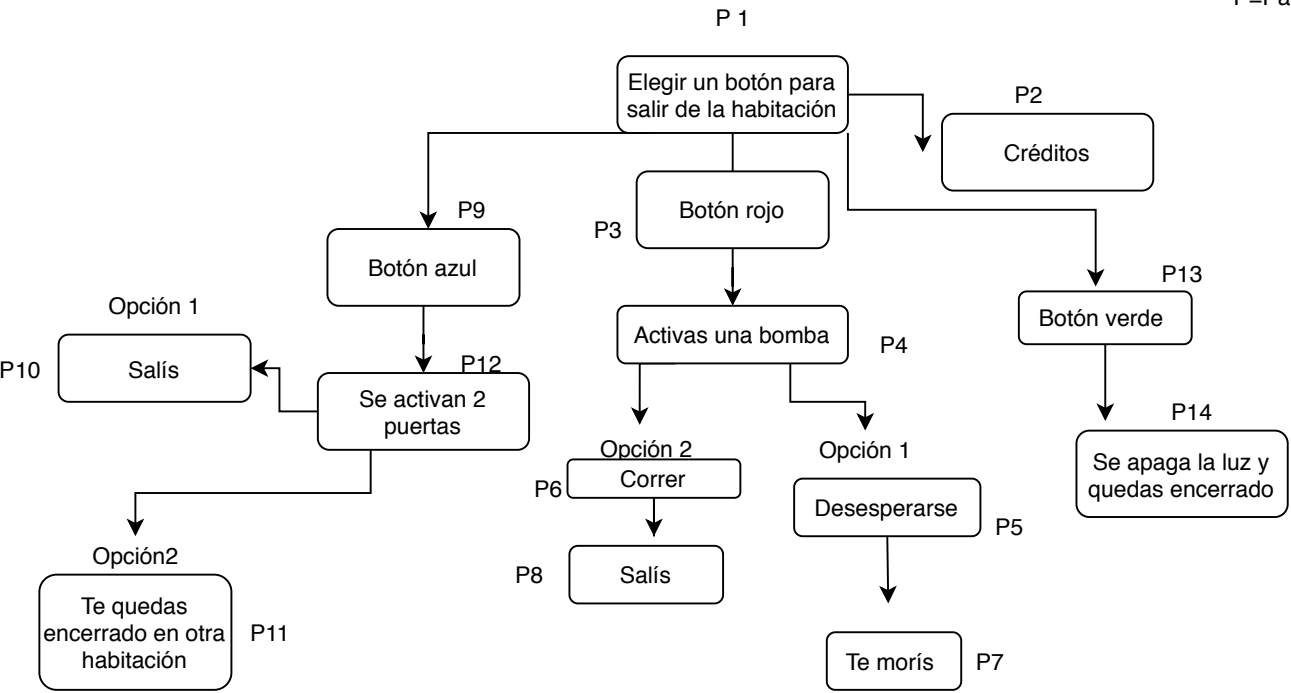 P 1
Elegir un botón para
salir de la habitación
P2
Créditos
P9
Botón azul
P3
Botón rojo
P13
Botón verde
Opción 1
P10
Salís
P12
Se activan 2
puertas
Activas una bomba
P4
P14
Se apaga la luz y
quedas encerrado
Opción 2
P6
Correr
Opción 1
Desesperarse
P5
Opción2
Te quedas
encerrado en otra
habitación
P11
P8
Salís
Te morís
P7